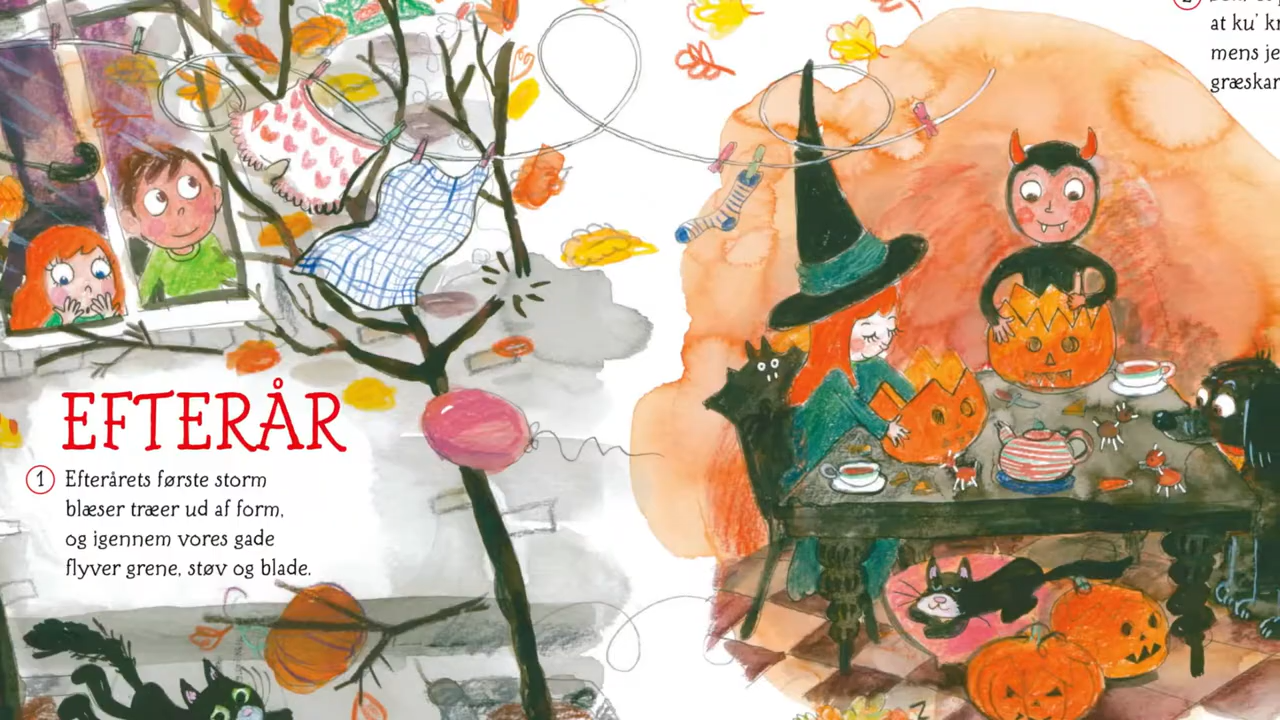 EFTERÅR
1 Efterårets første storm
blæser træer ud af form,
og igennem vores gade
flyver grene, støv og blade.
at ku'
mens je
græskar